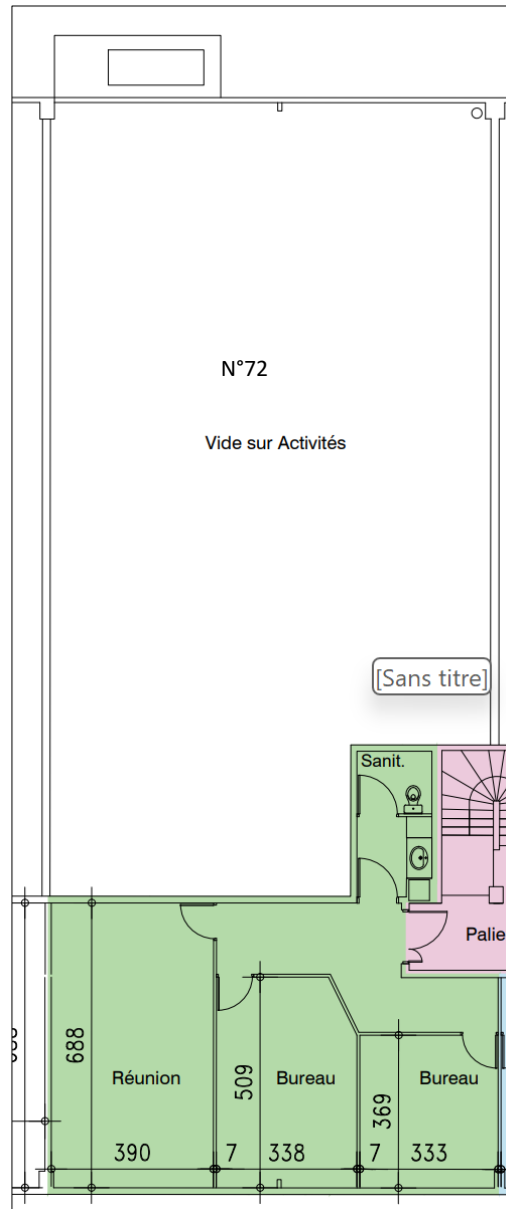 N°72
Vide sur Activités
[Sans titre]
Sanit.
Palie
688
Réunion
509
Bureau
369
Bureau
390
7
338
7
333